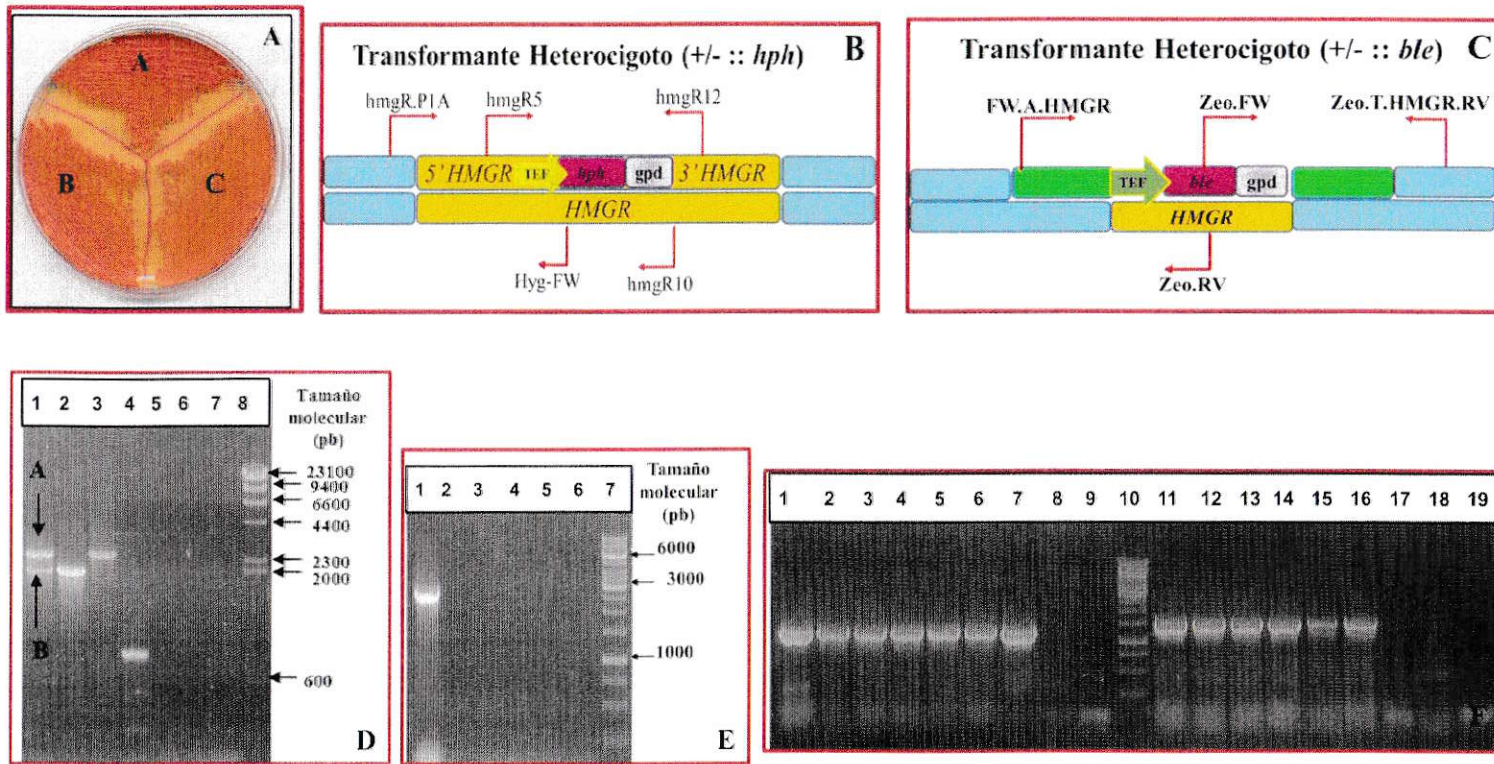 A
A
B
C
B
Transformante Heterocigoto (+/- :: hph)
hmgR.P1A
hmgR5
hmgR12
5'HMGR
TEF
hph
gpd
3'HMGR
HMGR
Hyg-FW
hmgR10
C
Transformante Heterocigoto (+/- :: ble)
FW.A.HMGR
Zeo.FW
Zeo.T.HMGR.RV
TEF
ble
gpd
HMGR
Zeo.RV
1 2 3 4 5 6 7 8
Tamaño
molecular
(pb)
A
B
23100
9400
6600
4400
2300
2000
600
D
1 2 3 4 5 6 7
Tamaño
molecular
(pb)
6000
3000
1000
E
1 2 3 4 5 6 7 8 9 10 11 12 13 14 15 16 17 18 19
F